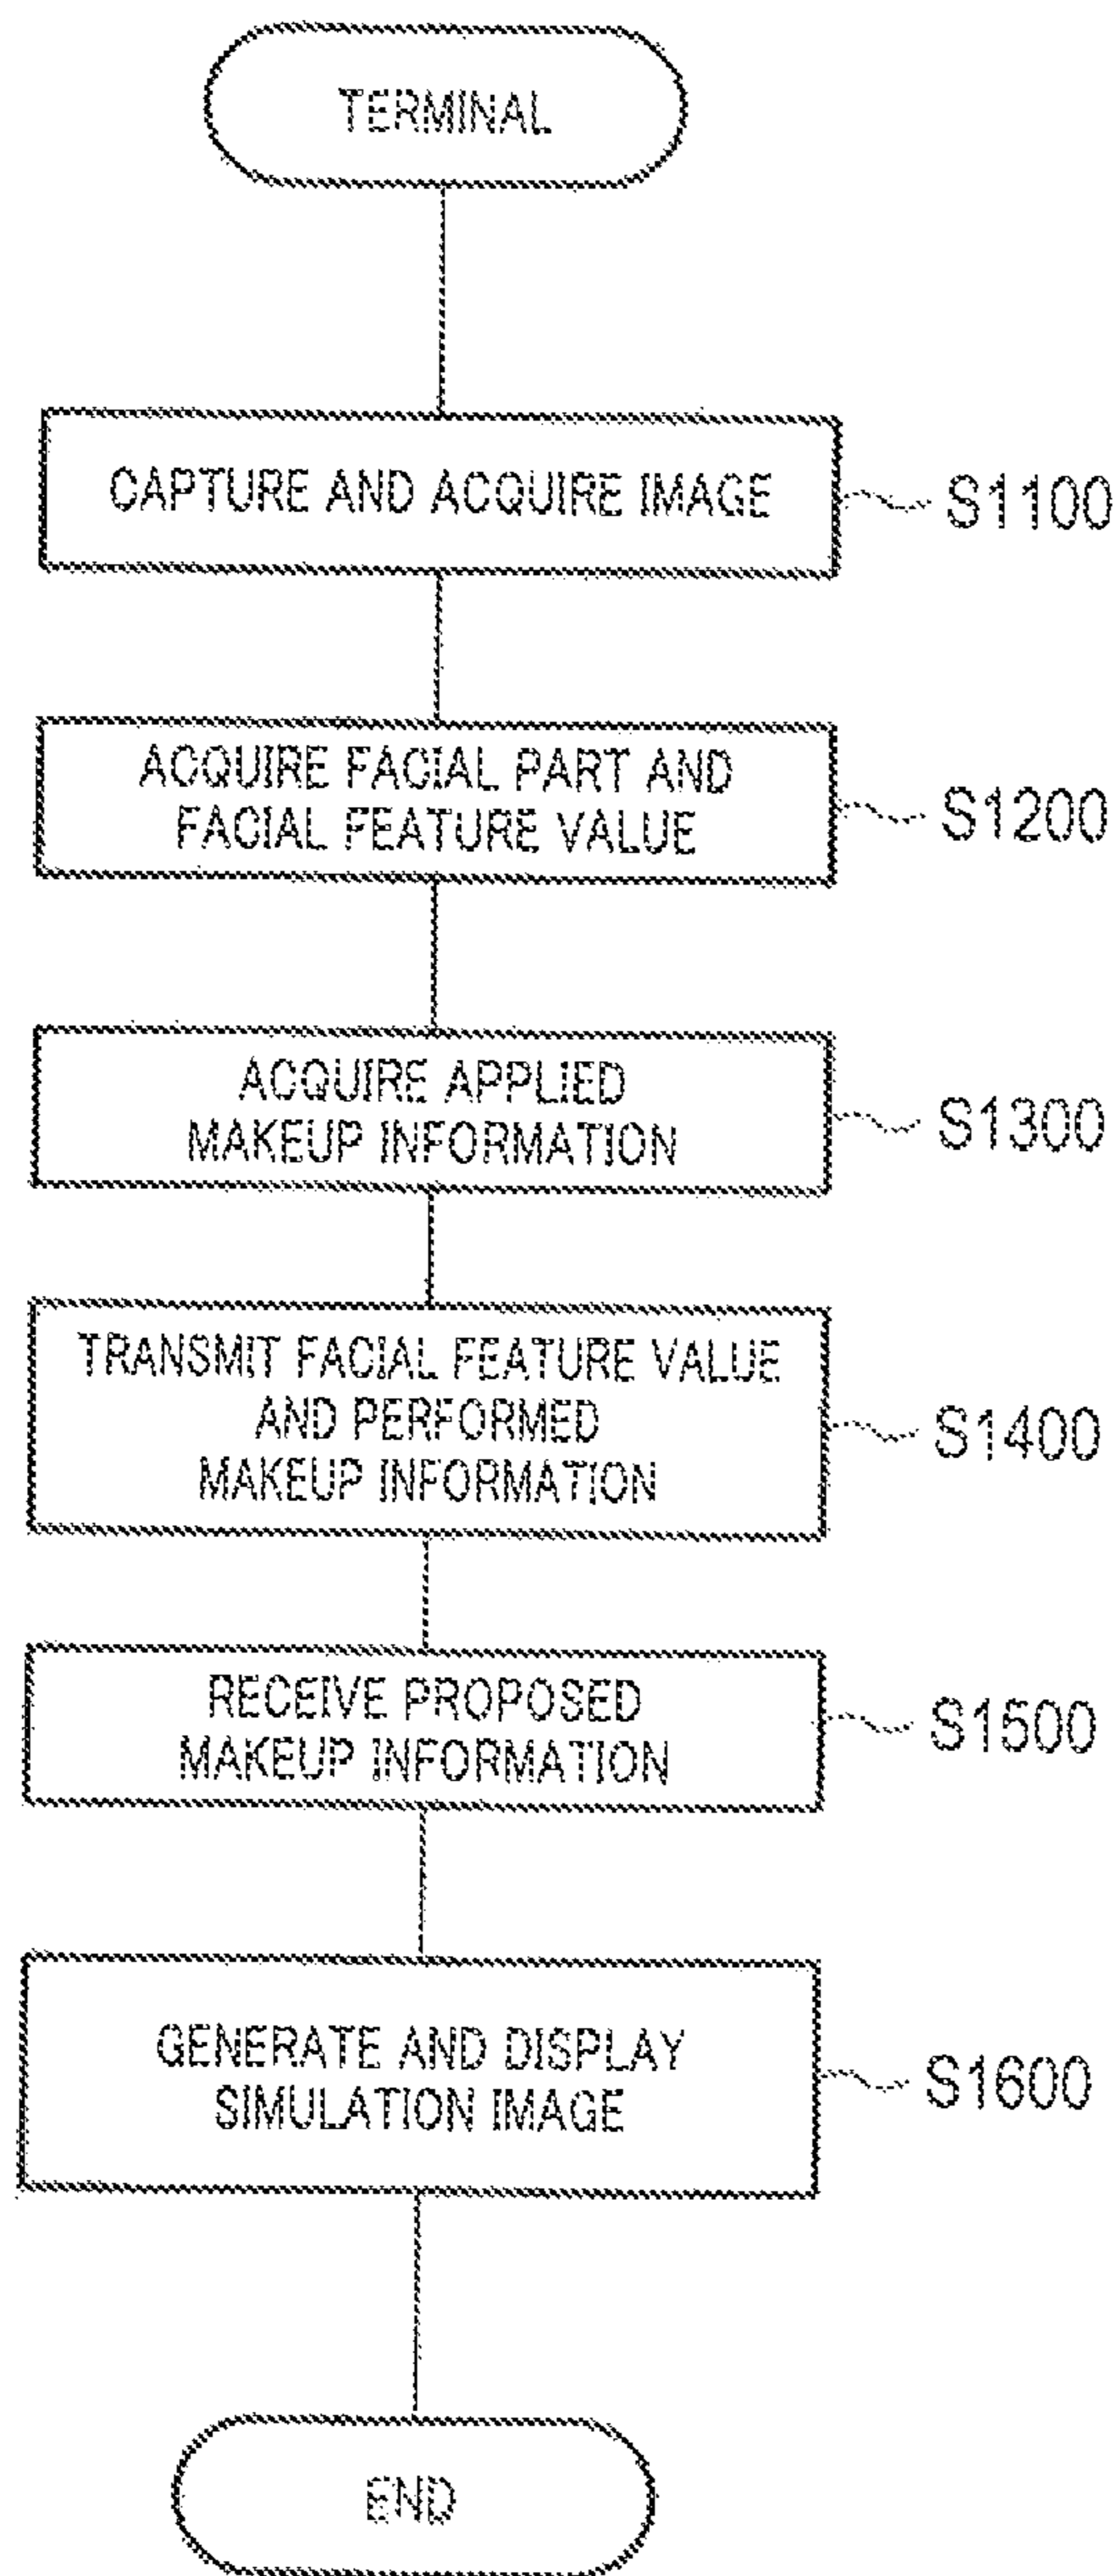 TERMINAL
CAPTURE AND ACQUIRE IMAGE
S1100
ACQUIRE FACIAL PART AND
FACIAL FEATURE VALUE
S1200
ACQUIRE APPLIED
MAKEUP INFORMATION
S1300
TRANSMIT FACIAL FEATURE VALUE
AND PERFORMED
MAKEUP INFORMATION
S1400
RECEIVE PROPOSED
MAKEUP INFORMATION
S1500
GENERATE AND DISPLAY
SIMULATION IMAGE
S1600
END